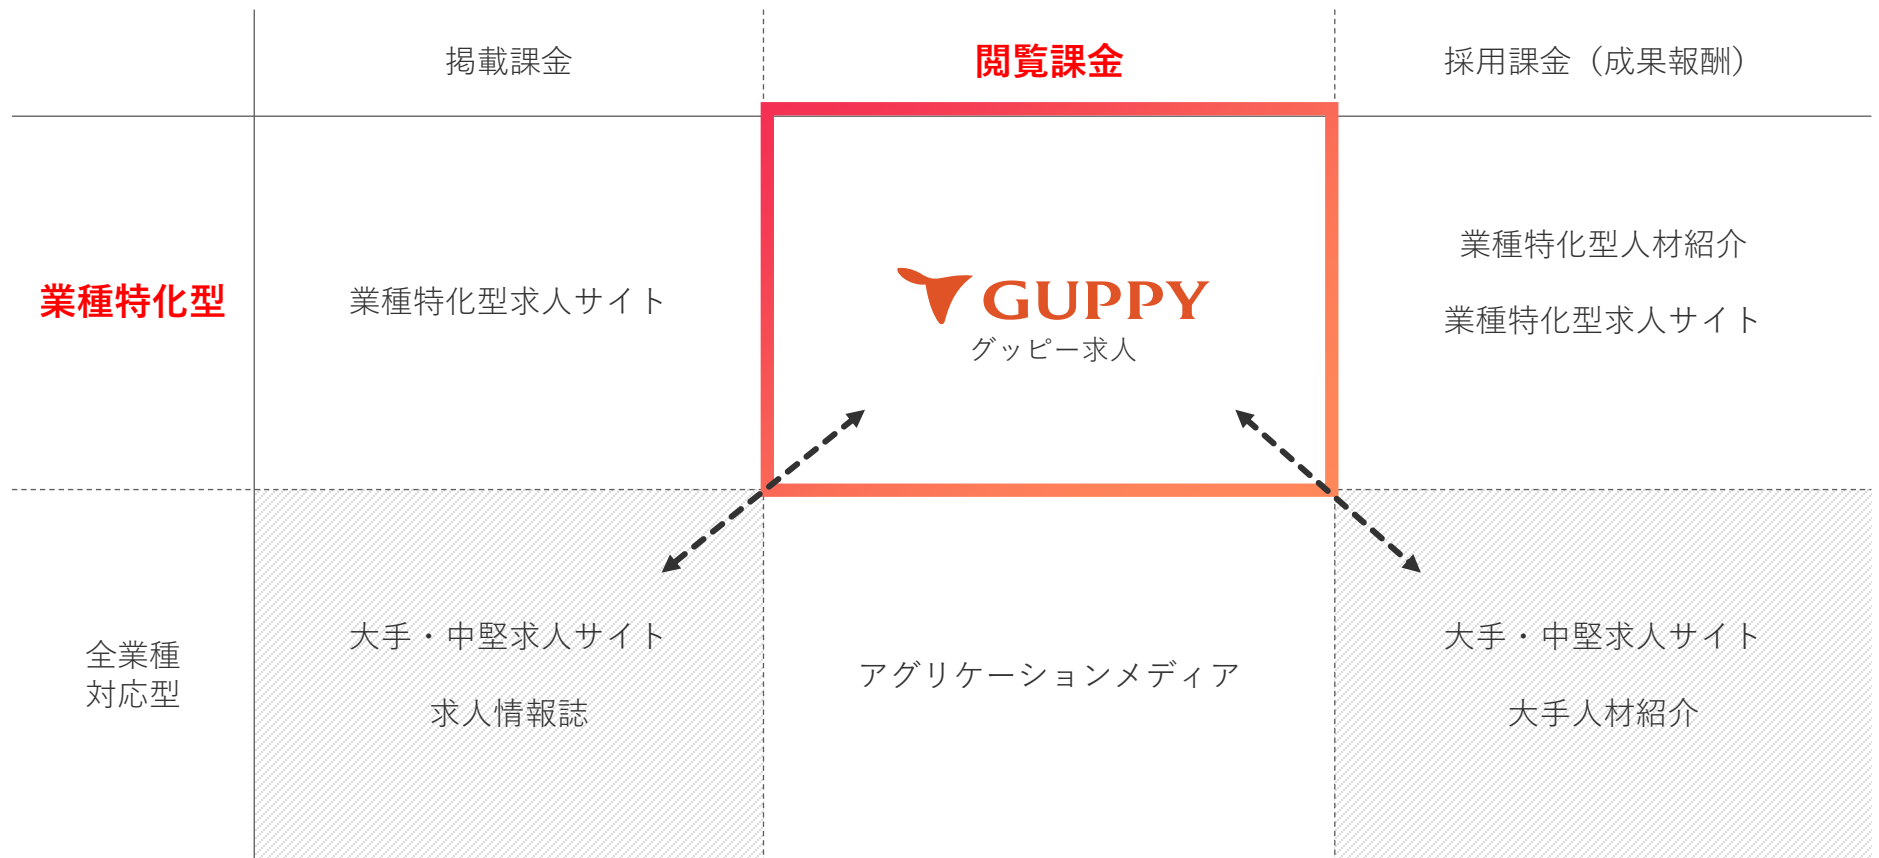 掲載課金
閲覧課金
採用課金（成果報酬）
業種特化型
業種特化型求人サイト
GUPPY
グッピー求人
業種特化型人材紹介
業種特化型求人サイト
全業種
対応型
大手・中堅求人サイト
求人情報誌
アグリケーションメディア
大手・中堅求人サイト
大手人材紹介